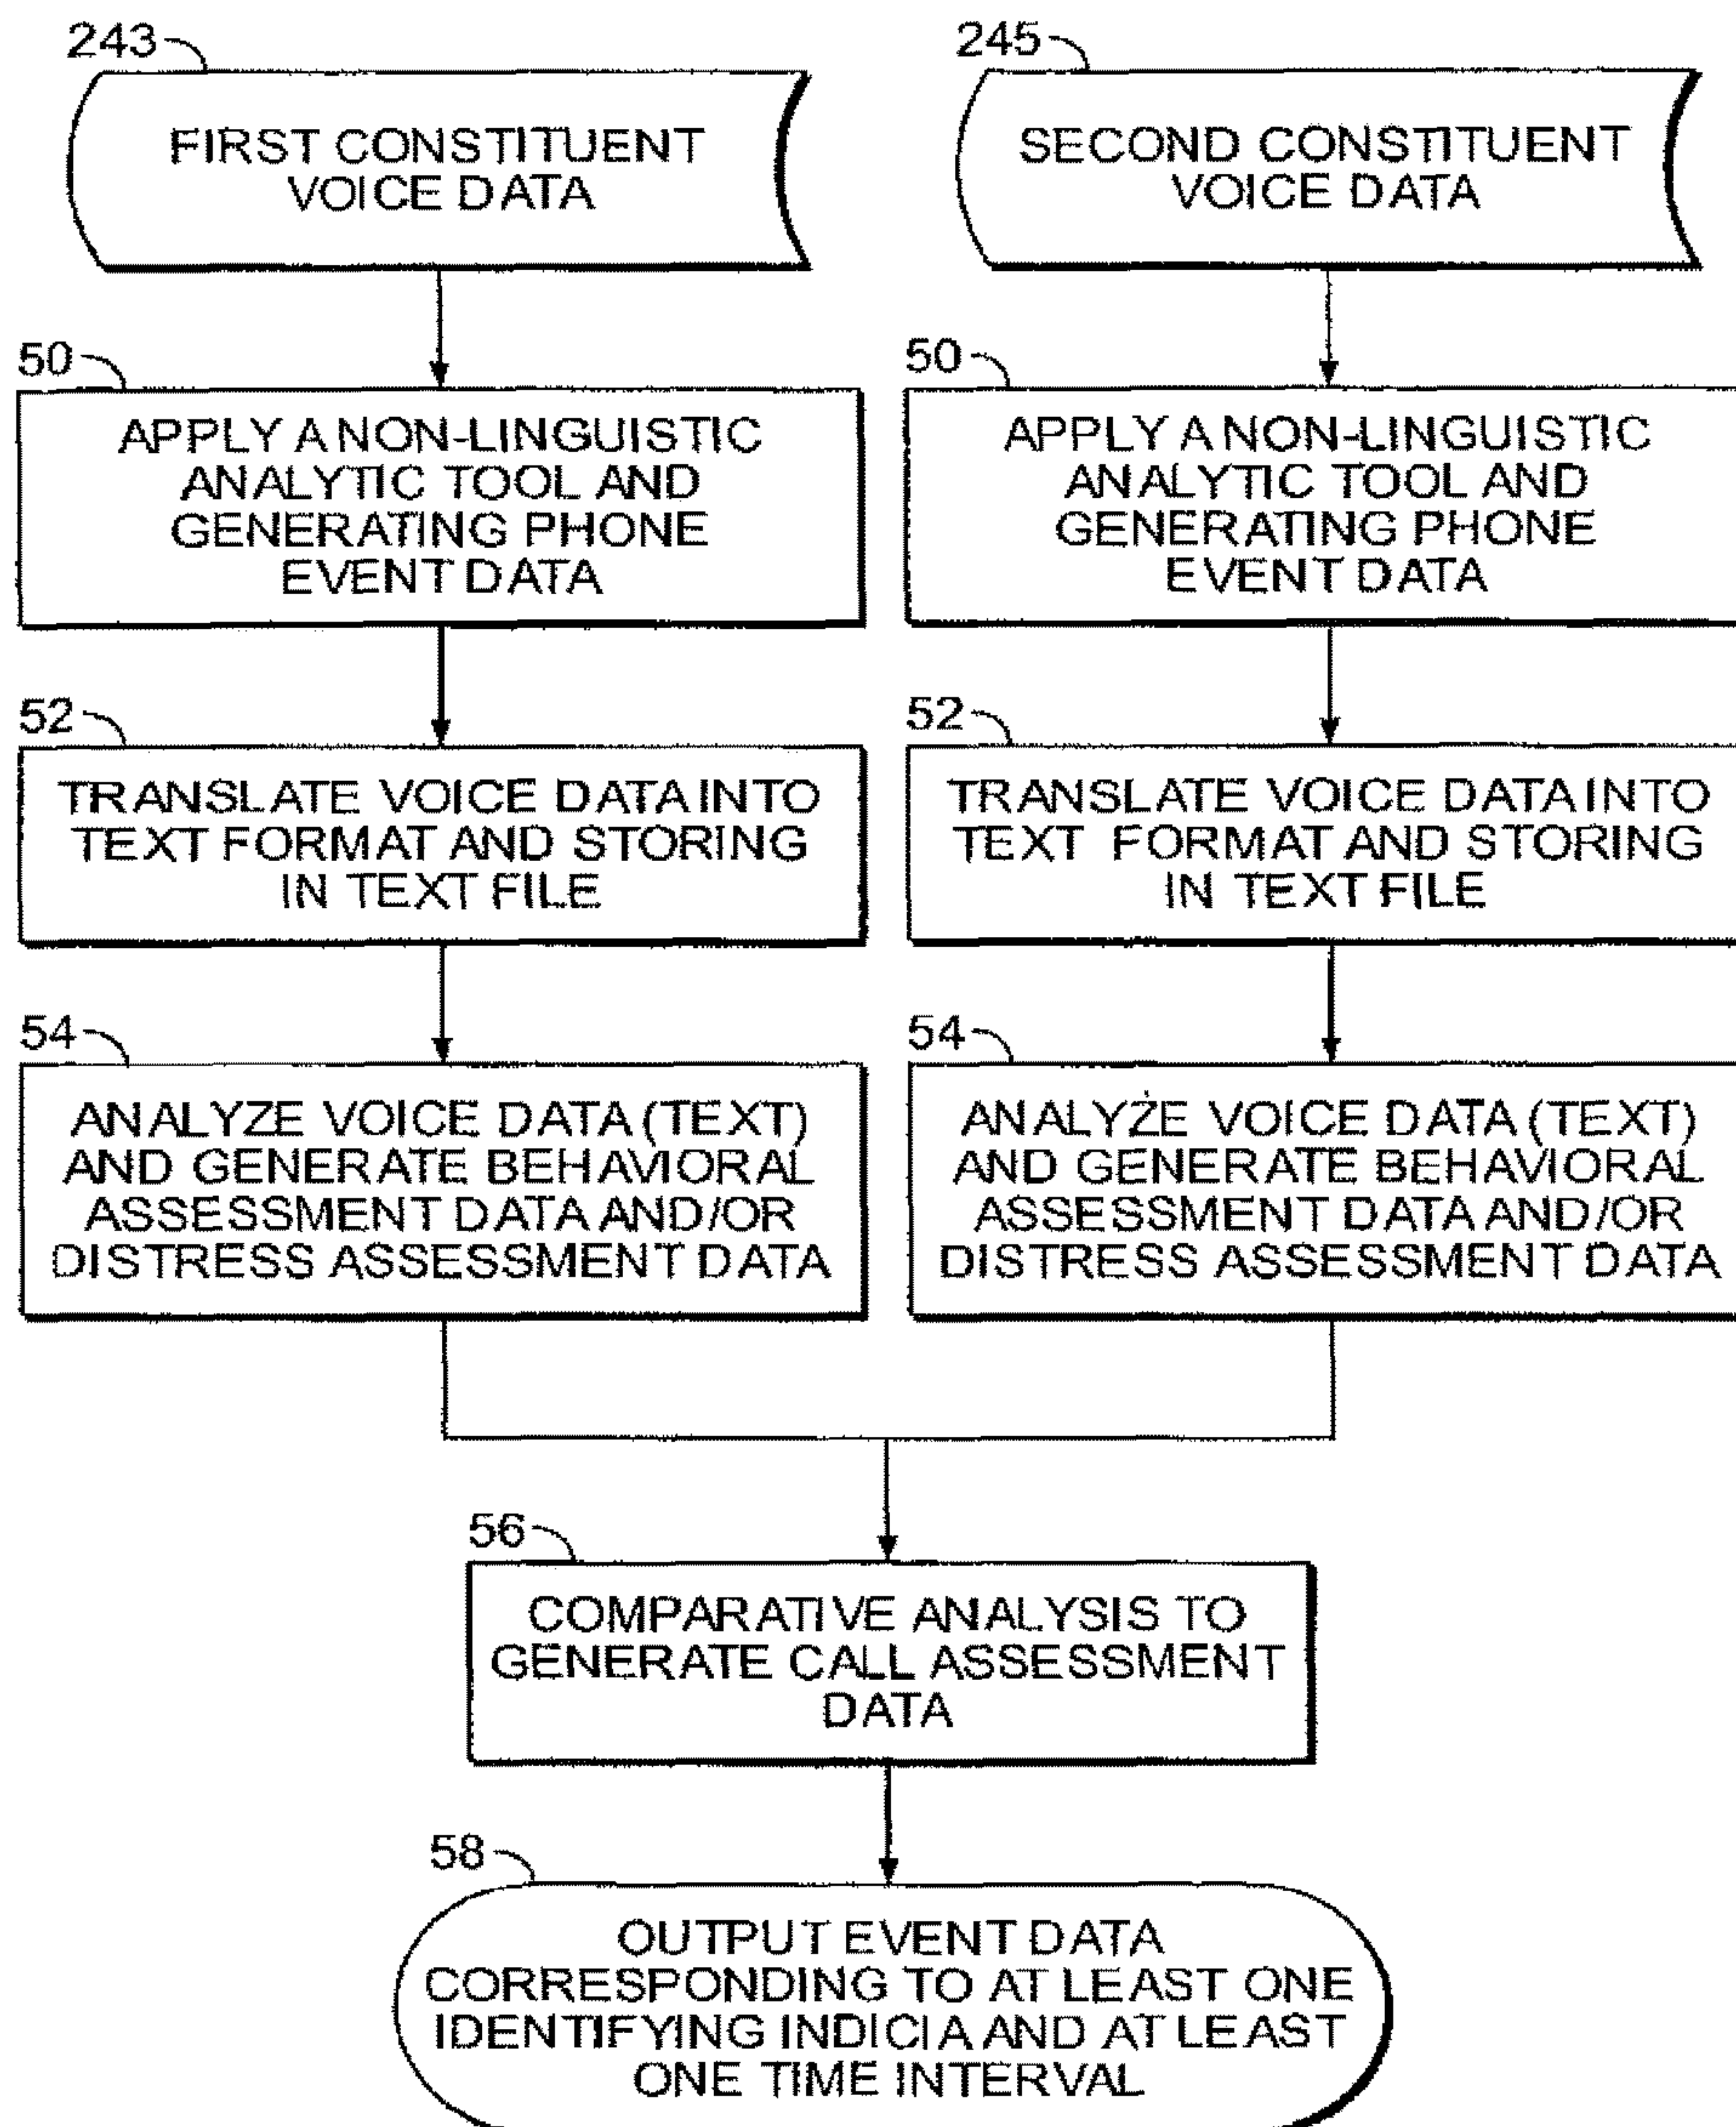 243
FIRST CONSTITUENT
VOICE DATA
245
SECOND CONSTITUENT
VOICE DATA
50
APPLY A NON-LINGUISTIC
ANALYTIC TOOL AND
GENERATING PHONE
EVENT DATA
50
APPLY A NON-LINGUISTIC
ANALYTIC TOOL AND
GENERATING PHONE
EVENT DATA
52
TRANSLATE VOICE DATA INTO
TEXT FORMAT AND STORING
IN TEXT FILE
52
TRANSLATE VOICE DATA INTO
TEXT FORMAT AND STORING
IN TEXT FILE
54
ANALYZE VOICE DATA (TEXT)
AND GENERATE BEHAVIORAL
ASSESSMENT DATA AND/OR
DISTRESS ASSESSMENT DATA
54
ANALYZE VOICE DATA (TEXT)
AND GENERATE BEHAVIORAL
ASSESSMENT DATA AND/OR
DISTRESS ASSESSMENT DATA
56
COMPARATIVE ANALYSIS TO
GENERATE CALL ASSESSMENT
DATA
58
OUTPUT EVENT DATA
CORRESPONDING TO AT LEAST ONE
IDENTIFYING INDICIA AND AT LEAST
ONE TIME INTERVAL